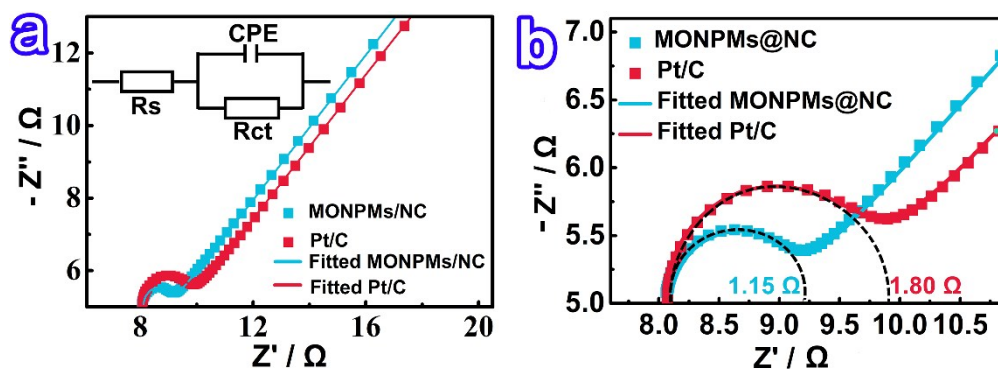 a
CPE
Rs
Rct
MONPMs/NC
Pt/C
Fitted MONPMs/NC
Fitted Pt/C
- Z'' / Ω
12
10
8
6
8
12
16
20
Z' / Ω
b
MONPMs@NC
Pt/C
Fitted MONPMs@NC
Fitted Pt/C
1.15 Ω
1.80 Ω
- Z'' / Ω
7.0
6.5
6.0
5.5
5.0
8.0 8.5 9.0 9.5 10.0 10.5
Z' / Ω